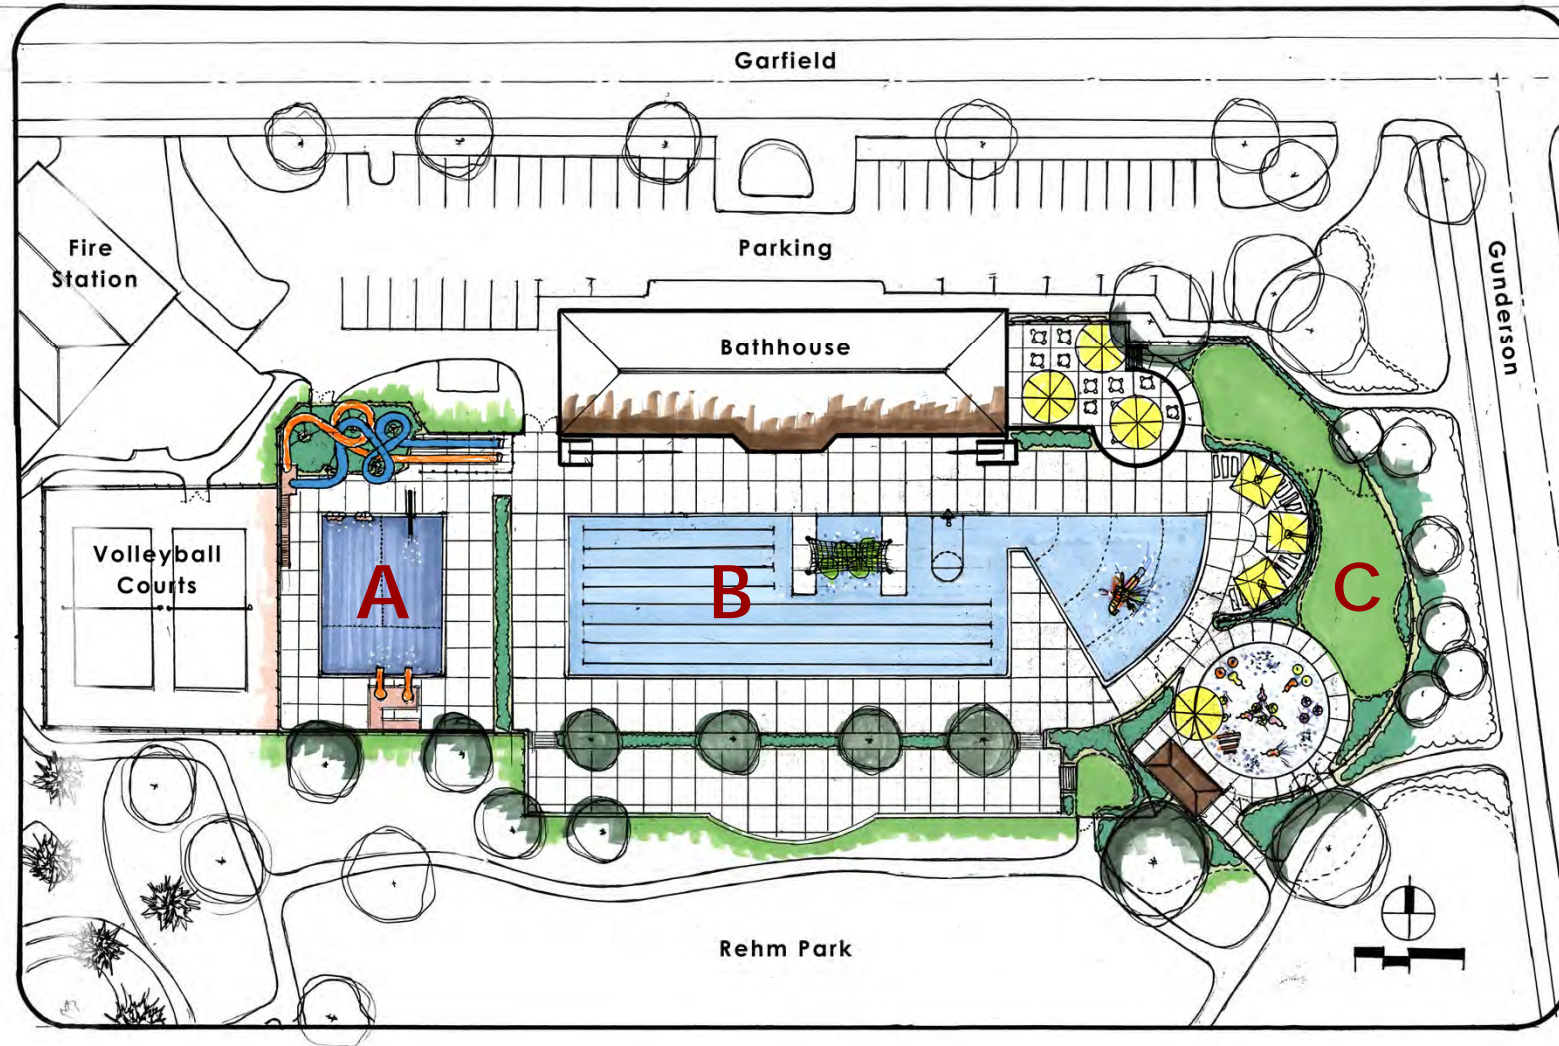 Garfield
Fire
Station
Parking
Gunderson
Bathhouse
Volleyball
Courts
A
B
C
Rehm Park